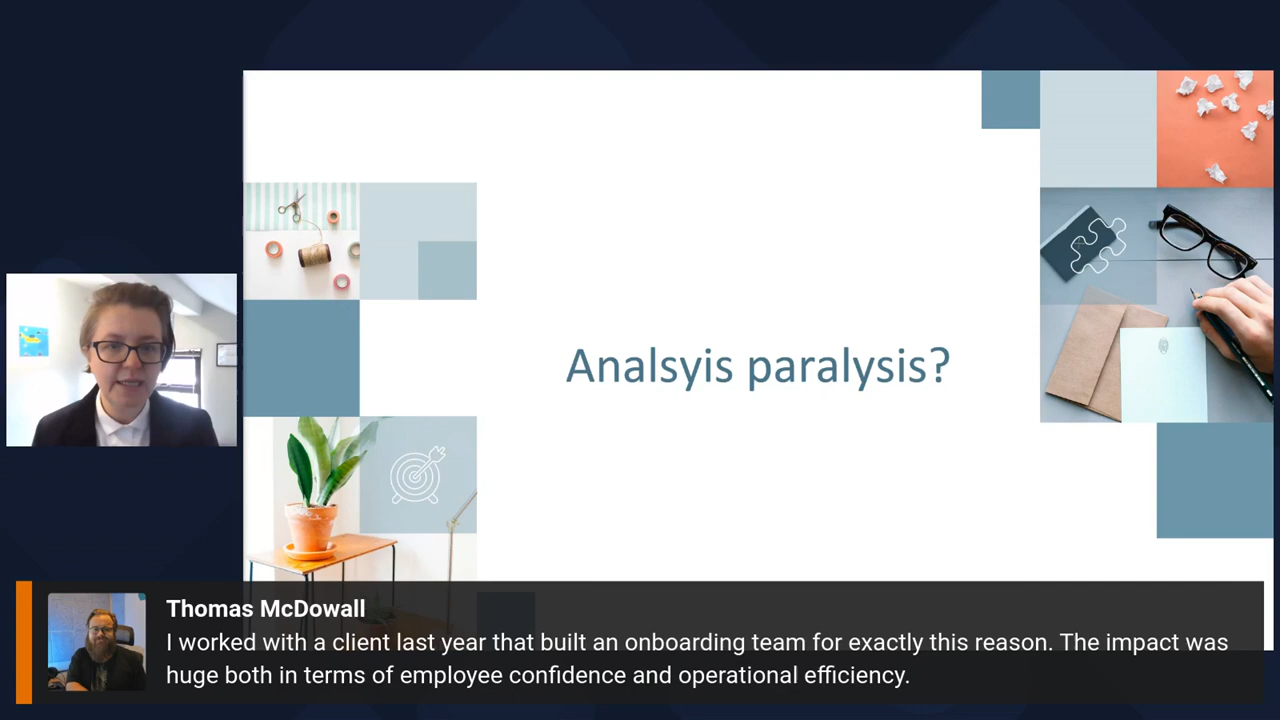 Analsyis paralysis?
Thomas McDowall
I worked with a client last year that built an onboarding team for exactly this reason. The impact was
huge both in terms of employee confidence and operational efficiency.